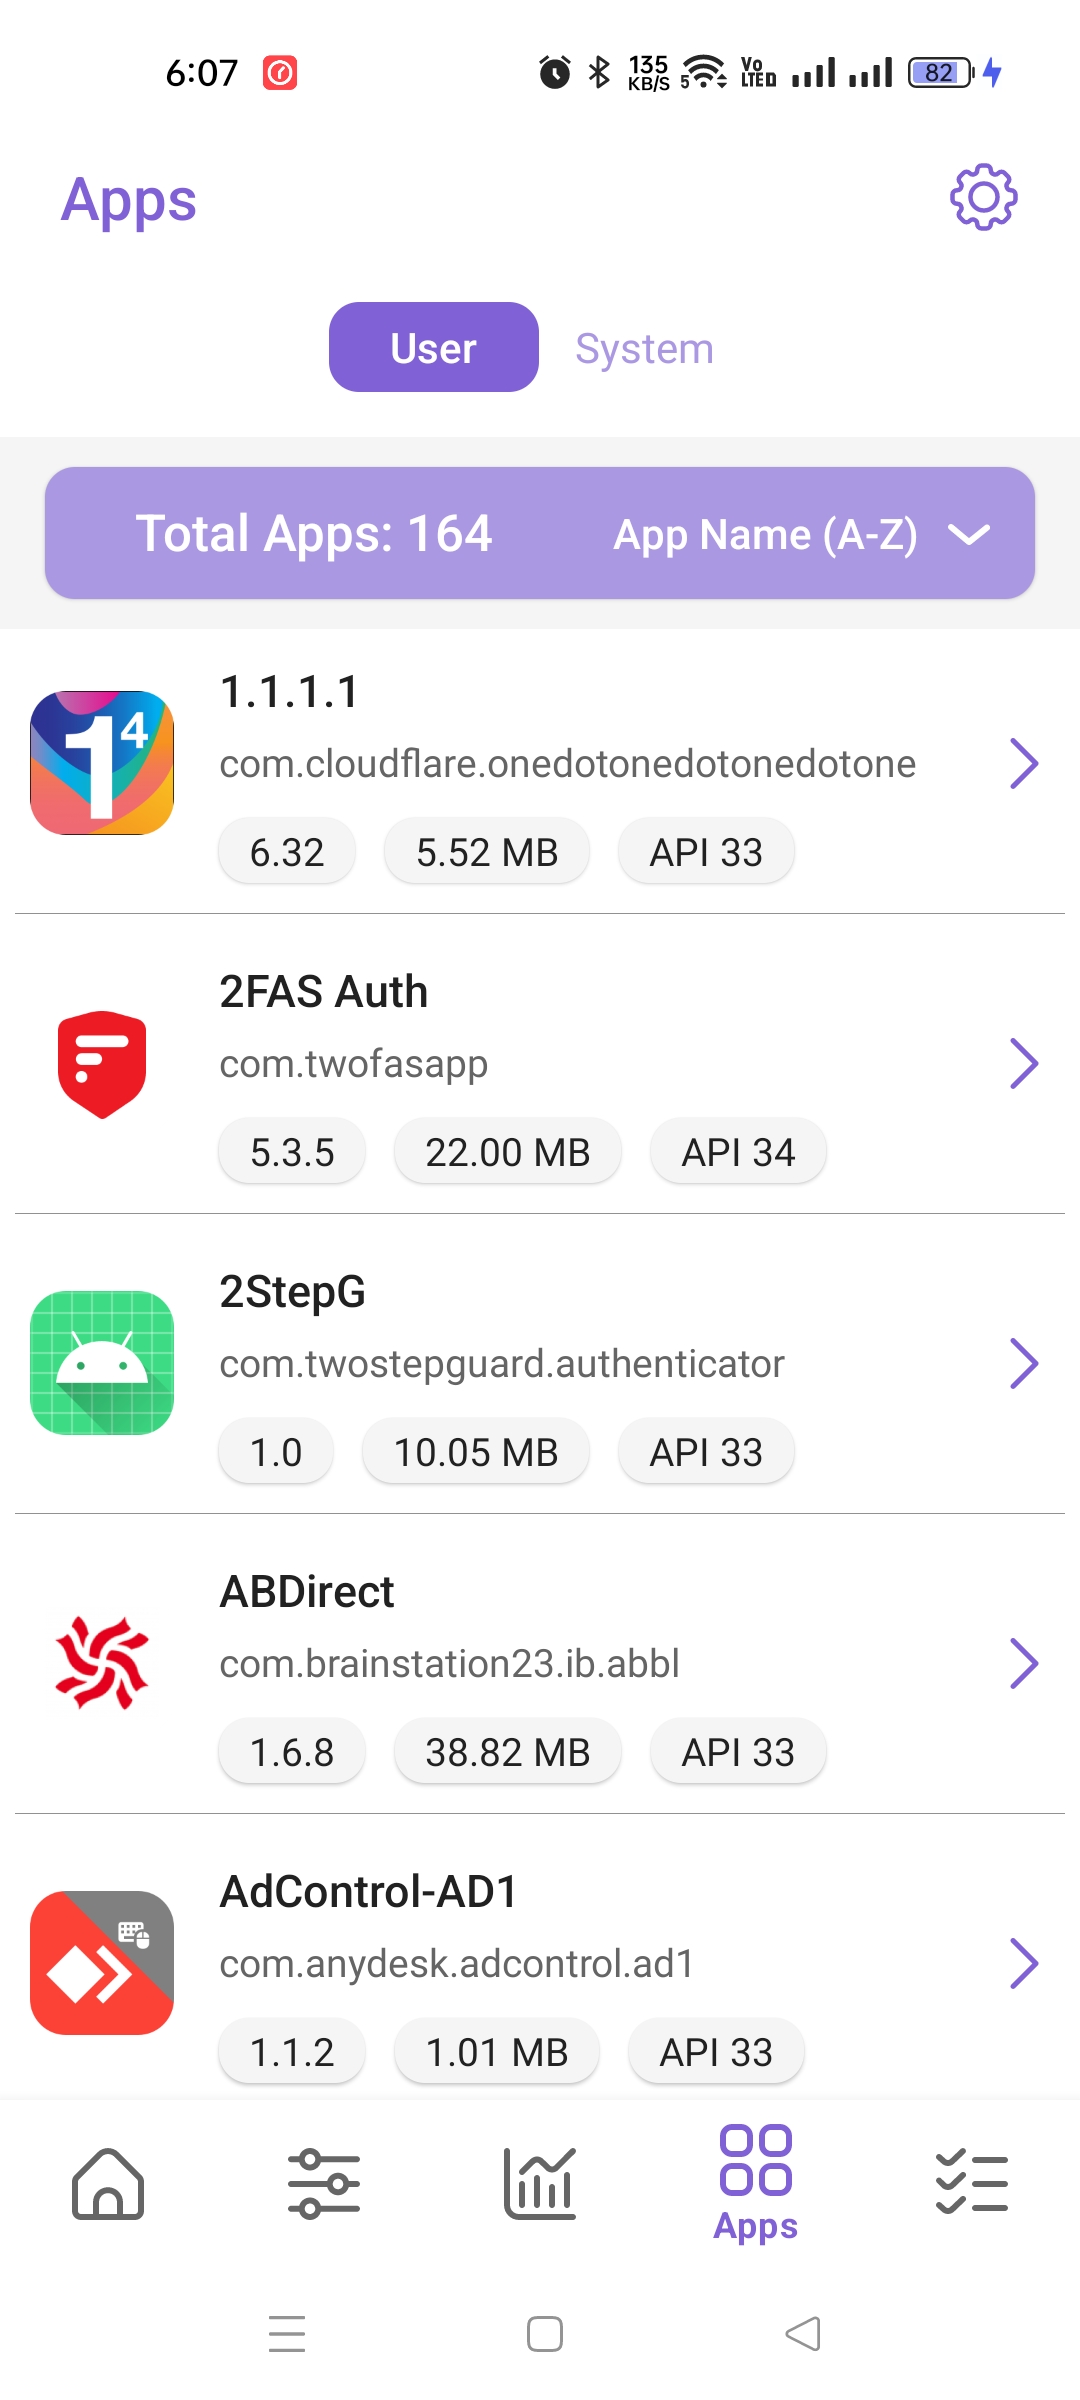 6:07
135
KB/S
5
Vo
LTED
82
Apps
User
System
Total Apps: 164
App Name (A-Z)
1⁴
1.1.1.1
com.cloudflare.onedotonedotonedotone
6.32
5.52 MB
API 33
2FAS Auth
com.twofasapp
5.3.5
22.00 MB
API 34
2StepG
com.twostepguard.authenticator
1.0
10.05 MB
API 33
ABDirect
com.brainstation23.ib.abbl
1.6.8
38.82 MB
API 33
AdControl-AD1
com.anydesk.adcontrol.ad1
1.1.2
1.01 MB
API 33
Apps